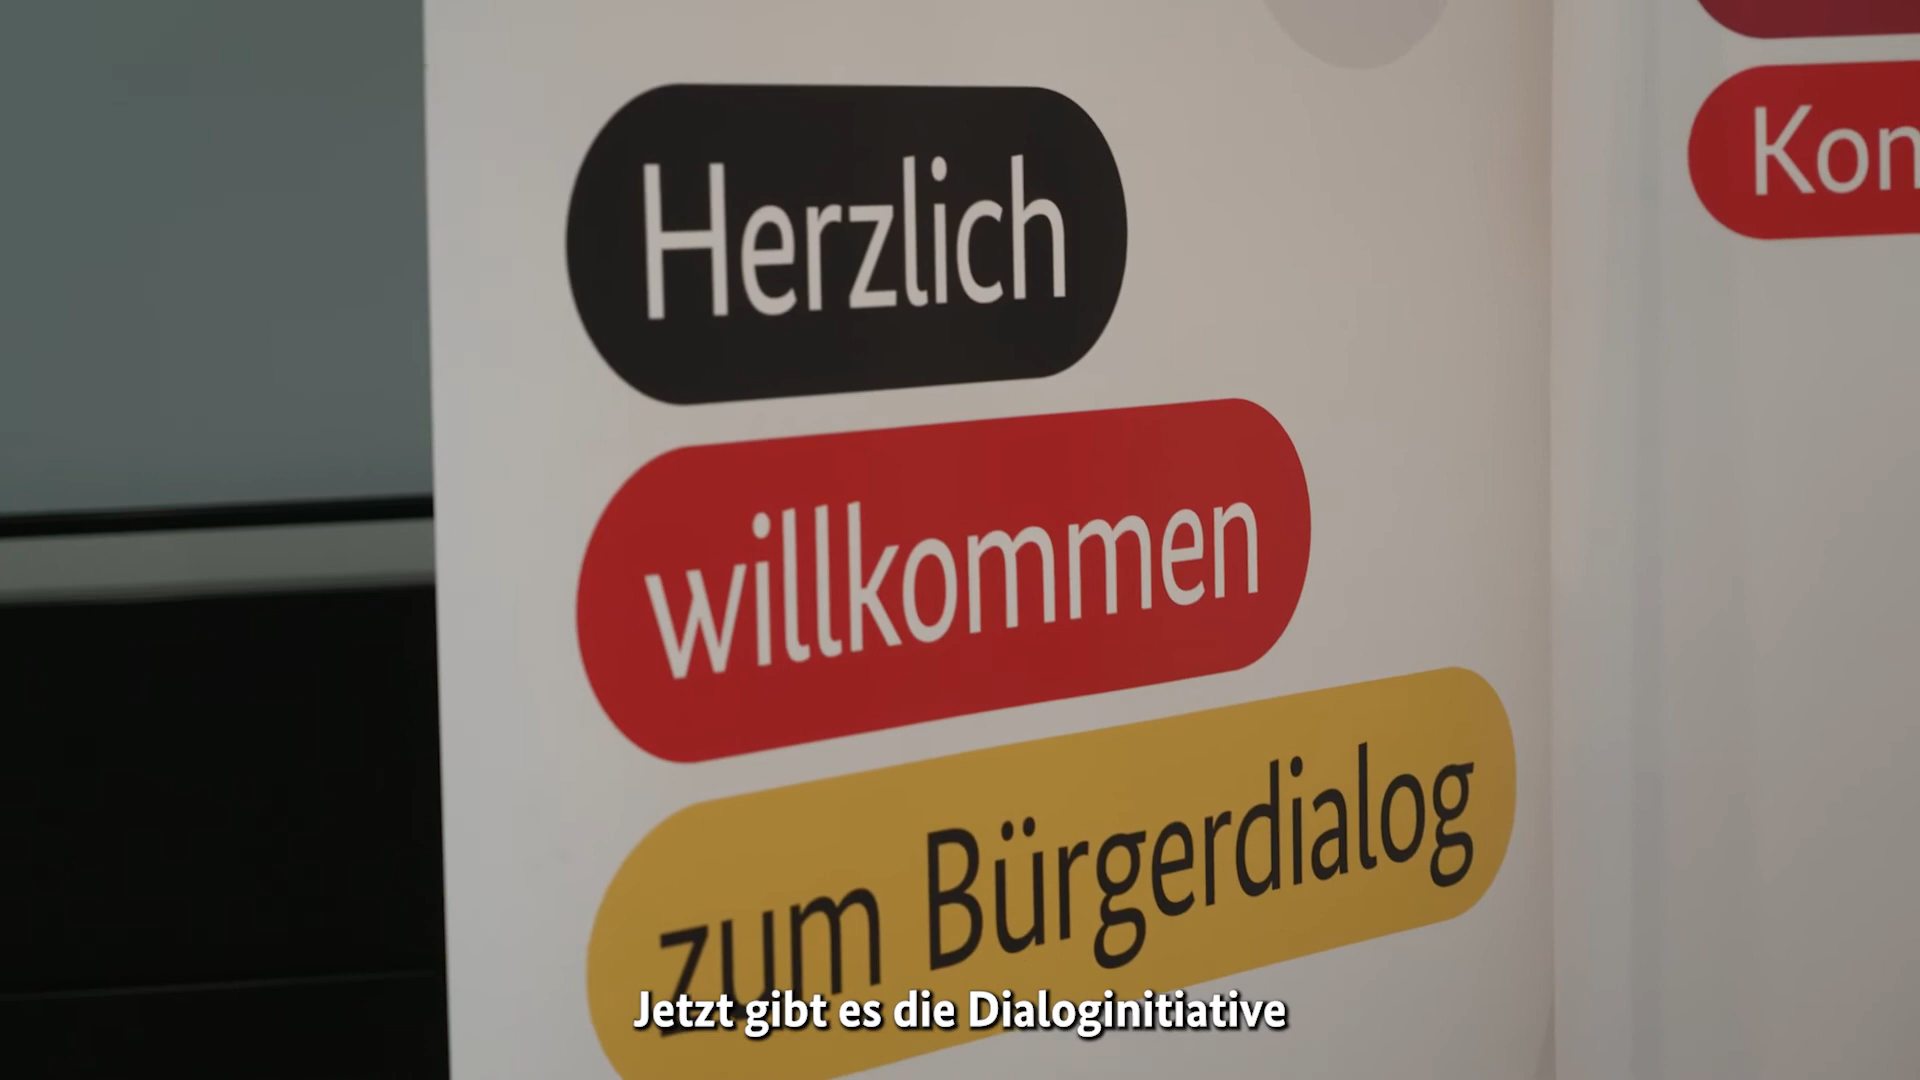 Herzlich
willkommen
zum Bürgerdialog
Kon
Jetzt gibt es die Dialoginitiative